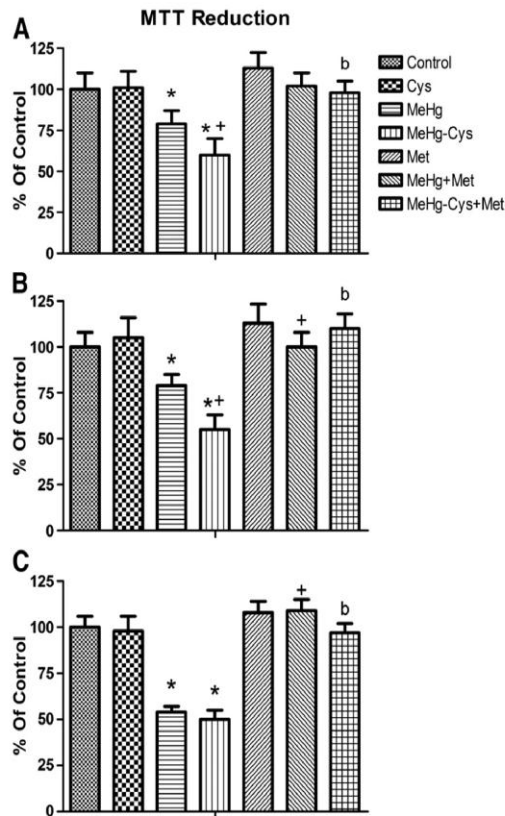 MTT Reduction
A
% Of Control
125
100
75
50
25
0
*
* +
b
Control
Cys
MeHg
MeHg-Cys
Met
MeHg+Met
MeHg-Cys+Met
B
% Of Control
125
100
75
50
25
0
*
*+
+
b
C
% Of Control
125
100
75
50
25
0
*
*
+
b